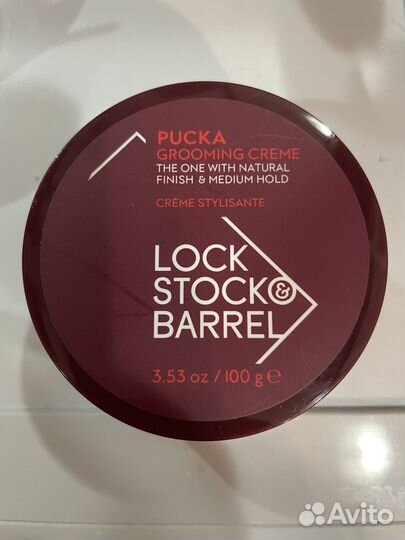 PUCKA
GROOMING CREME
THE ONE WITH NATURAL
FINISH & MEDIUM HOLD
CRÈME STYLISANTE
LOCK
STOCK&
BARREL
3.53 oz / 100 g ℮
Avito